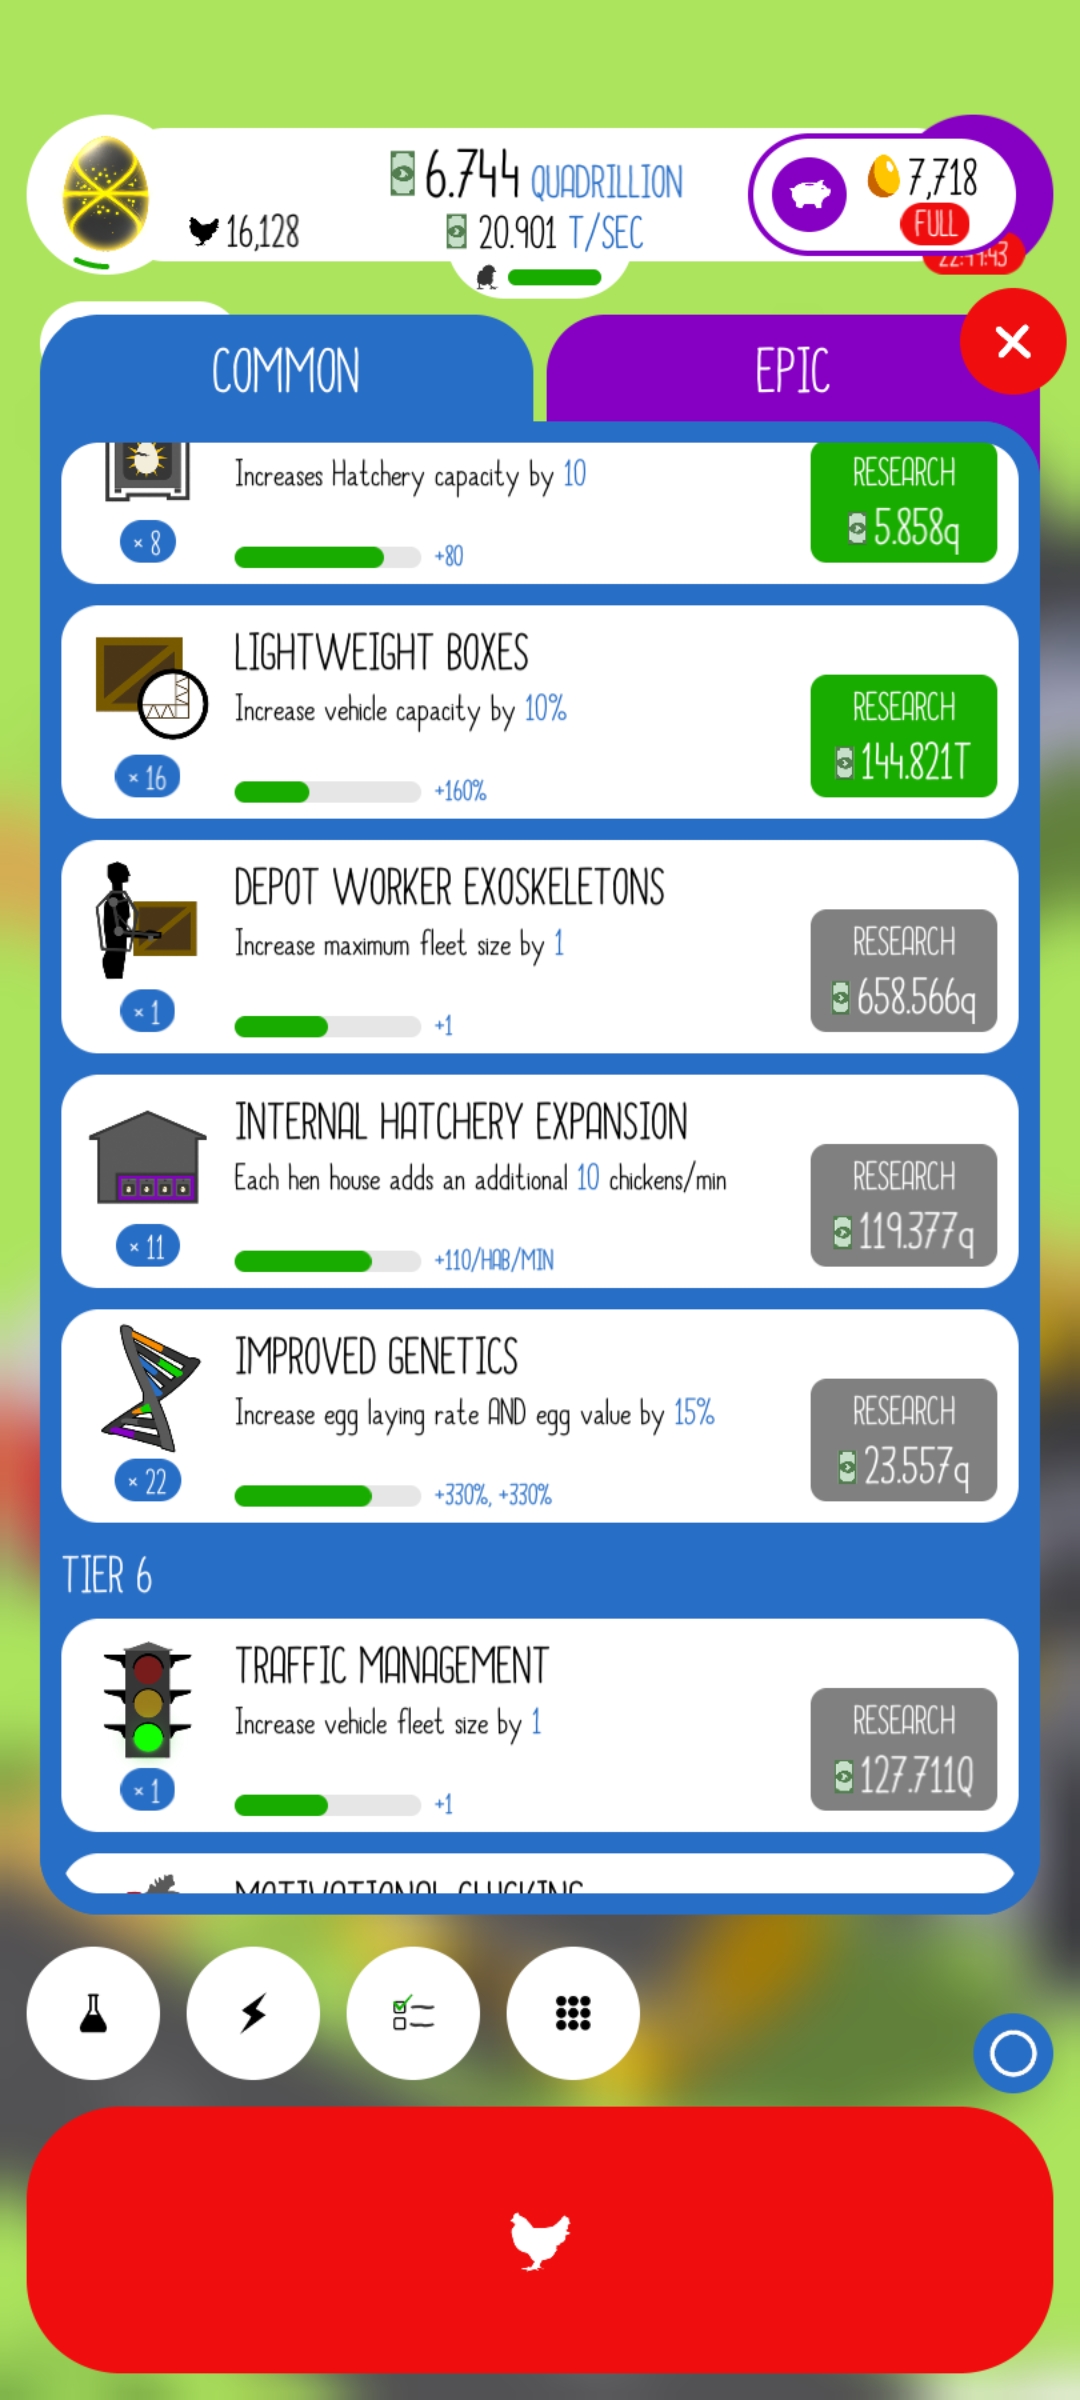 6.744 QUADRILLION
7,718
16,128
20.901 T/SEC
FULL
COMMON
EPIC
Increases Hatchery capacity by 10
RESEARCH
5.858q
× 8
+80
LIGHTWEIGHT BOXES
Increase vehicle capacity by 10%
RESEARCH
144.821T
× 16
+160%
DEPOT WORKER EXOSKELETONS
Increase maximum fleet size by 1
RESEARCH
658.566q
× 1
+1
INTERNAL HATCHERY EXPANSION
Each hen house adds an additional 10 chickens/min
RESEARCH
119.377q
× 11
+110/HAB/MIN
IMPROVED GENETICS
Increase egg laying rate AND egg value by 15%
RESEARCH
23.557q
× 22
+330%, +330%
TIER 6
TRAFFIC MANAGEMENT
Increase vehicle fleet size by 1
RESEARCH
127.711Q
× 1
+1
MOTIVATIONAL CLUCKING